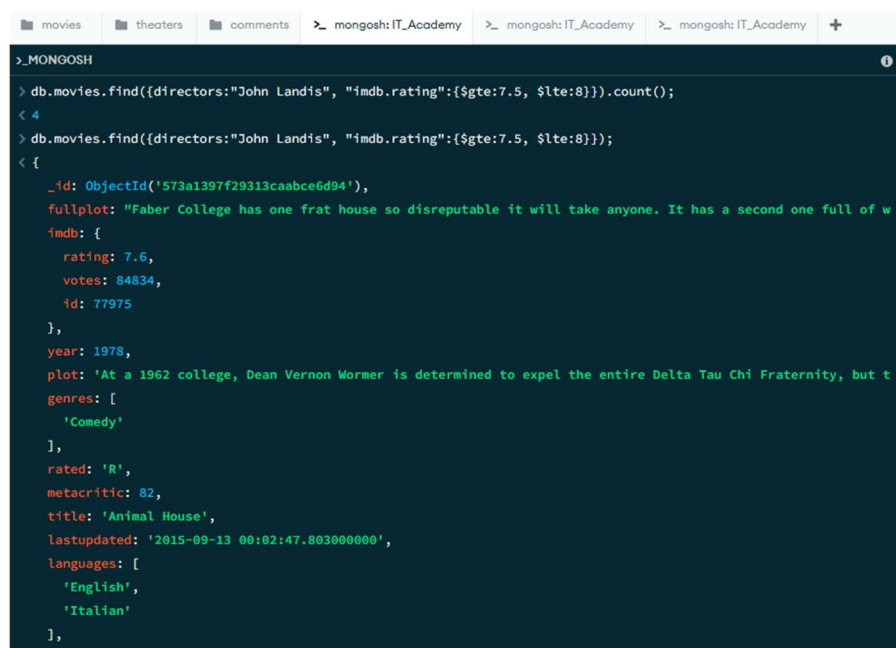 movies theaters comments >_ mongosh: IT_Academy >_ mongosh: IT_Academy >_ mongosh: IT_Academy +
>_MONGOSH
> db.movies.find({directors:"John Landis", "imdb.rating":{$gte:7.5, $lte:8}}).count();
< 4
> db.movies.find({directors:"John Landis", "imdb.rating":{$gte:7.5, $lte:8}});
< {
_id: ObjectId('573a1397f29313caabce6d94'),
fullplot: "Faber College has one frat house so disreputable it will take anyone. It has a second one full of w
imdb: {
rating: 7.6,
votes: 84834,
id: 77975
},
year: 1978,
plot: 'At a 1962 college, Dean Vernon Wormer is determined to expel the entire Delta Tau Chi Fraternity, but t
genres: [
'Comedy'
],
rated: 'R',
metacritic: 82,
title: 'Animal House',
lastupdated: '2015-09-13 00:02:47.803000000',
languages: [
'English',
'Italian'
],